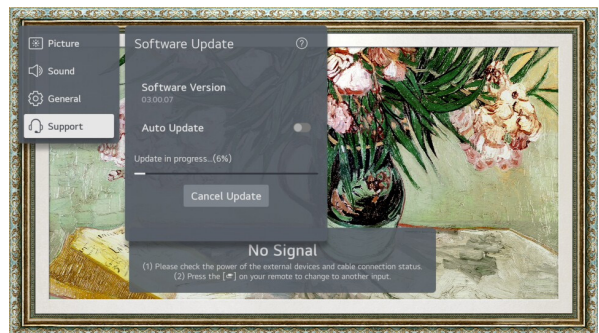 Picture
Sound
General
Support
Software Update
Software Version
03.00.07
Auto Update
Update in progress...(6%)
Cancel Update
No Signal
(1) Please check the power of the external devices and cable connection status.
(2) Press the [ ] on your remote to change to another input.